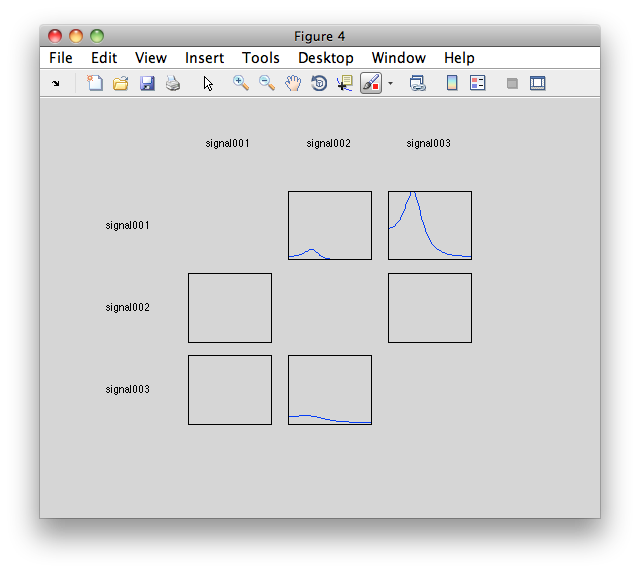 Figure 4
File Edit View Insert Tools Desktop Window Help
signal001 signal002 signal003
signal001
signal002
signal003